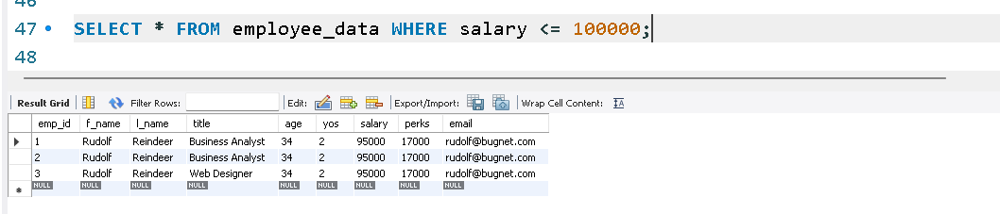 46
47 SELECT * FROM employee_data WHERE salary <= 100000;
48
Result Grid Filter Rows: Edit: Export/Import: Wrap Cell Content: IA
emp_id f_name l_name title age yos salary perks email
1 Rudolf Reindeer Business Analyst 34 2 95000 17000 rudolf@bugnet.com
2 Rudolf Reindeer Business Analyst 34 2 95000 17000 rudolf@bugnet.com
3 Rudolf Reindeer Web Designer 34 2 95000 17000 rudolf@bugnet.com
NULL NULL NULL NULL NULL NULL NULL NULL NULL